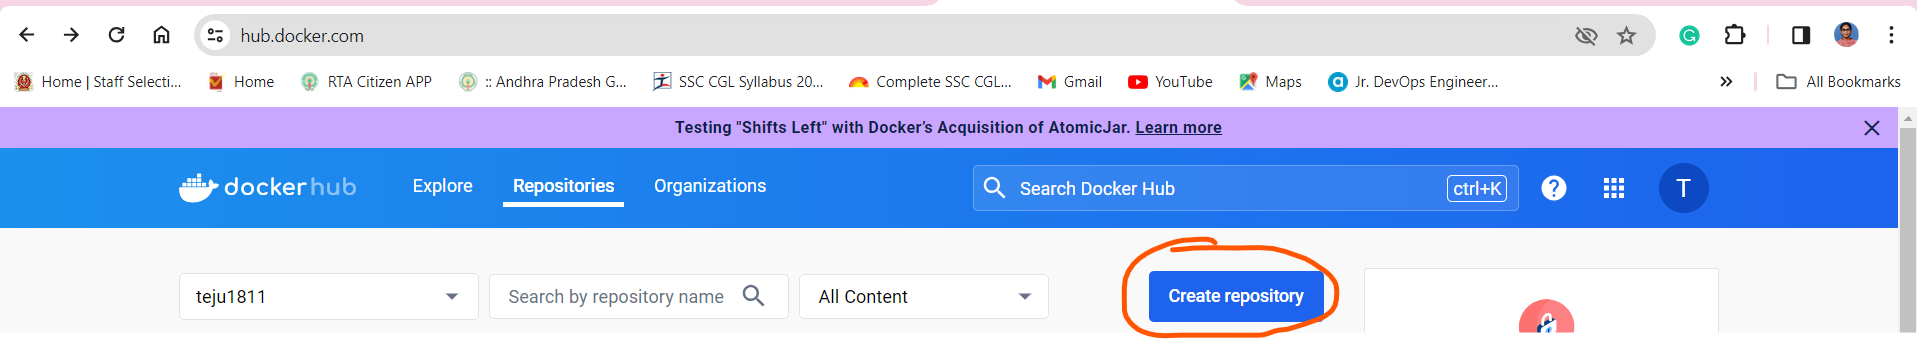 hub.docker.com
Home | Staff Selecti... Home RTA Citizen APP :: Andhra Pradesh G... SSC CGL Syllabus 20... Complete SSC CGL... Gmail YouTube Maps Jr. DevOps Engineer... » All Bookmarks
Testing "Shifts Left" with Docker’s Acquisition of AtomicJar. Learn more
dockerhub Explore Repositories Organizations Search Docker Hub ctrl+K ? T
teju1811 Search by repository name All Content Create repository